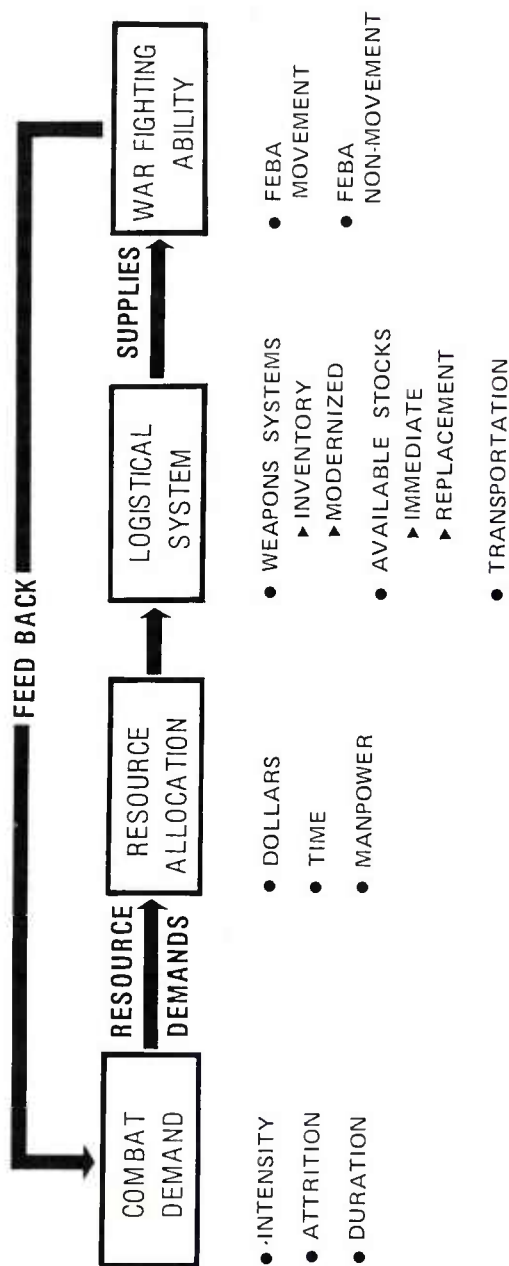 FEED BACK
COMBAT
DEMAND
RESOURCE
DEMANDS
RESOURCE
ALLOCATION
LOGISTICAL
SYSTEM
SUPPLIES
WAR FIGHTING
ABILITY
• INTENSITY
• ATTRITION
• DURATION
• DOLLARS
• TIME
• MANPOWER
• WEAPONS SYSTEMS
▶ INVENTORY
▶ MODERNIZED
• AVAILABLE STOCKS
▶ IMMEDIATE
▶ REPLACEMENT
• TRANSPORTATION
• FEBA
MOVEMENT
• FEBA
NON-MOVEMENT